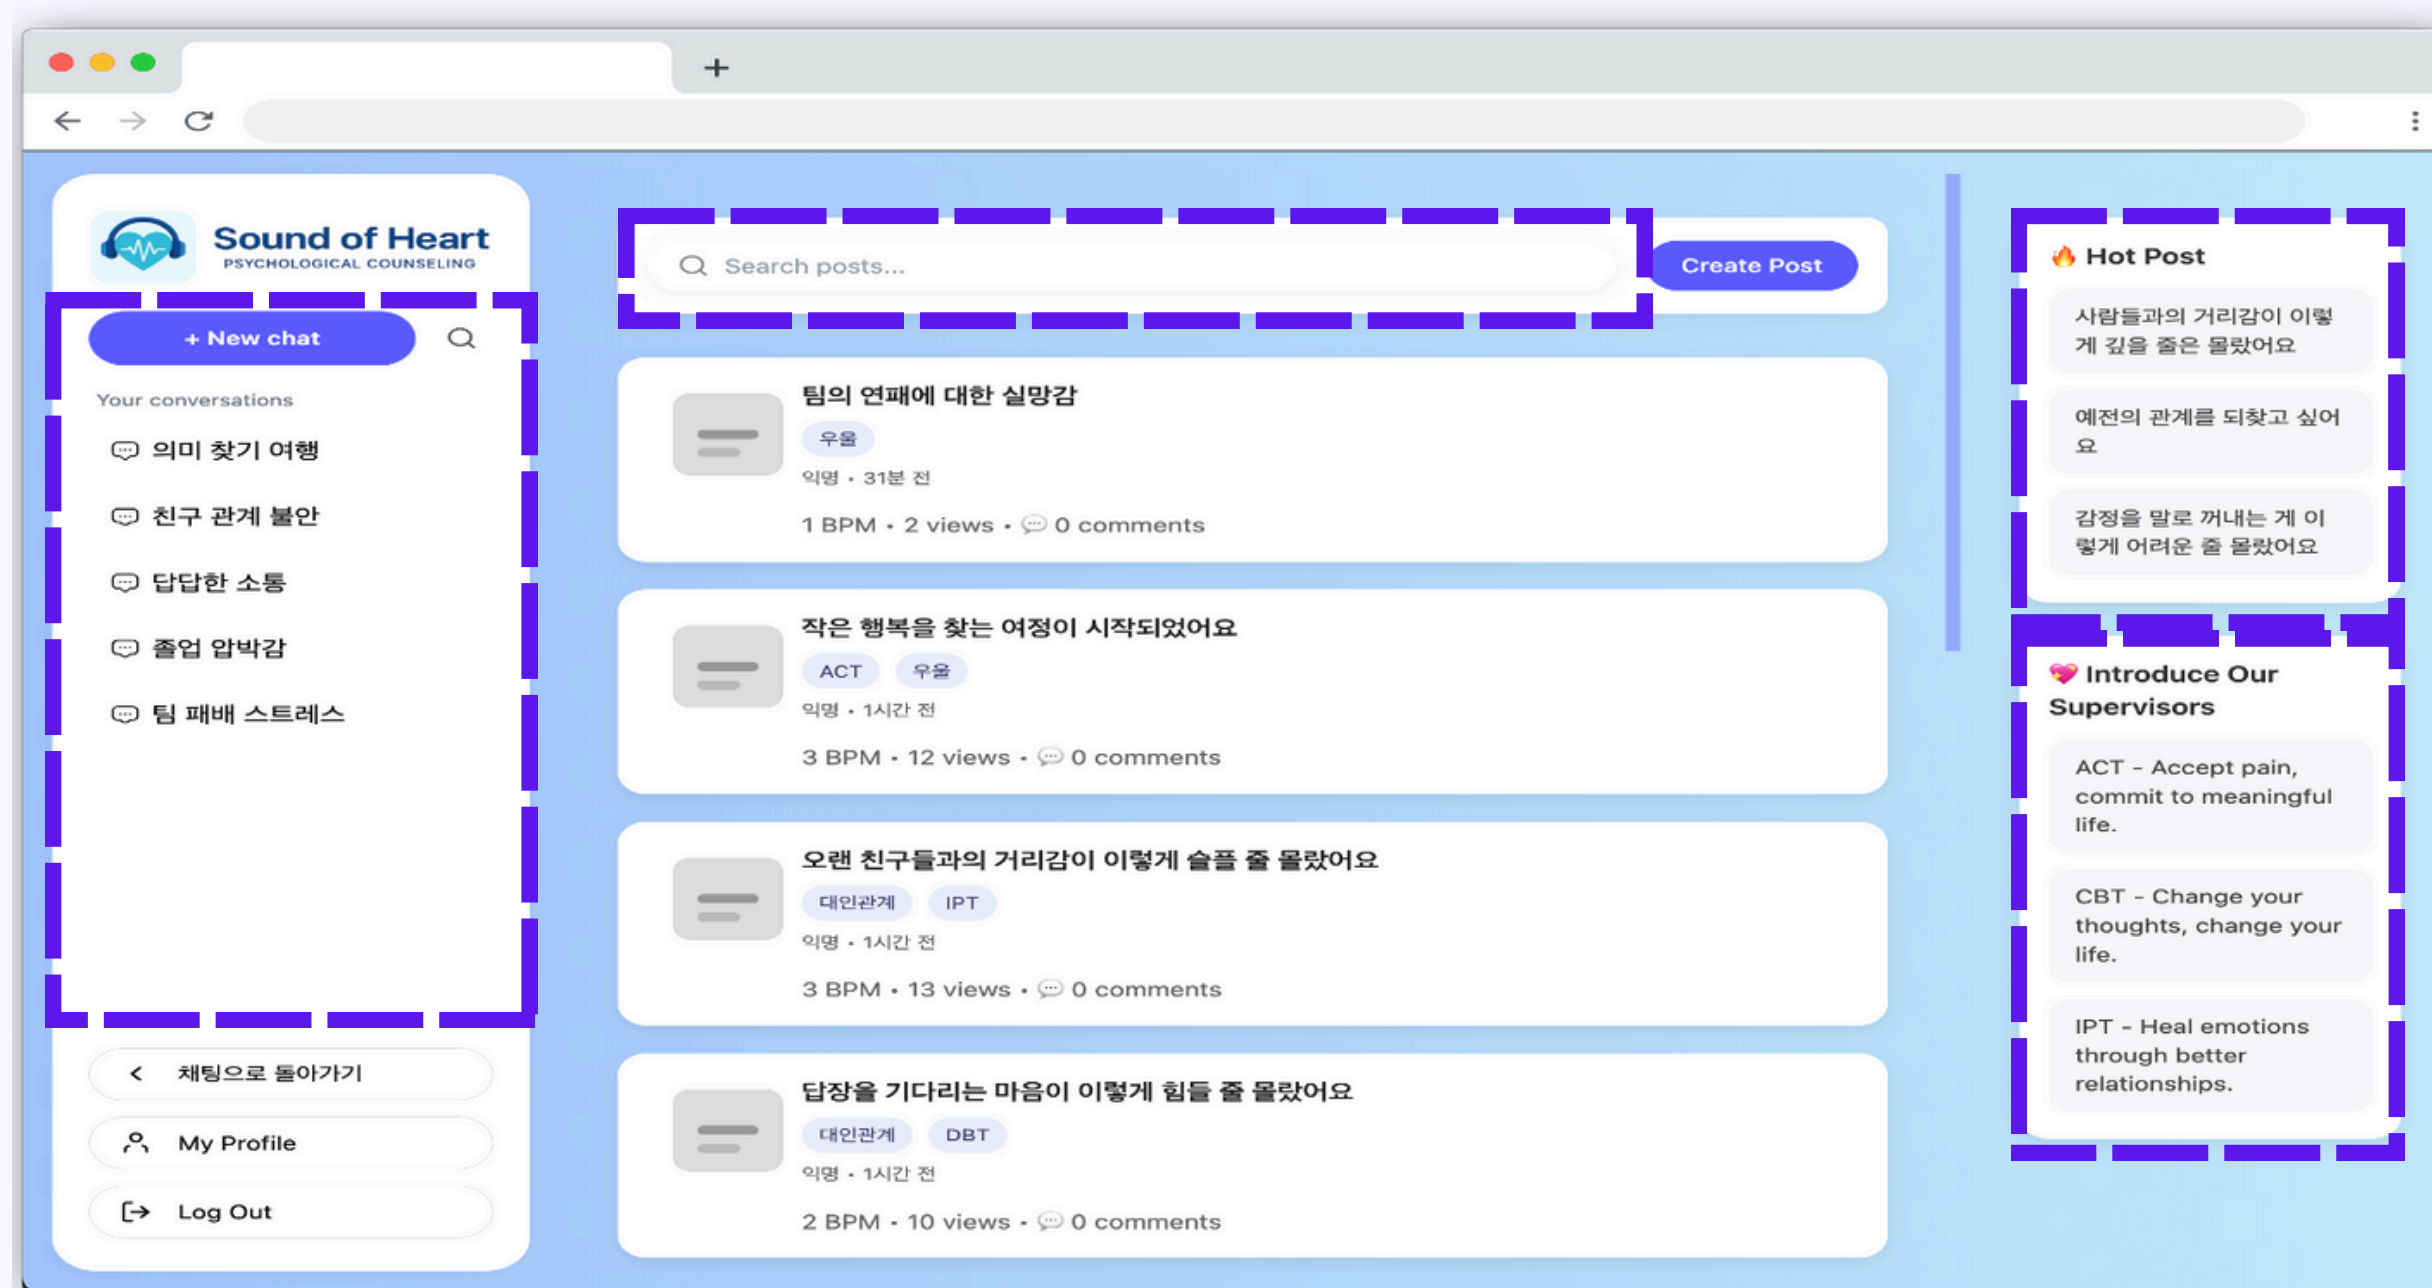 Sound of Heart
PSYCHOLOGICAL COUNSELING
+ New chat
Your conversations
의미 찾기 여행
친구 관계 불안
답답한 소통
졸업 압박감
팀 패배 스트레스
채팅으로 돌아가기
My Profile
Log Out
Search posts...
Create Post
팀의 연패에 대한 실망감
우울
익명 • 31분 전
1 BPM • 2 views • 💬 0 comments
작은 행복을 찾는 여정이 시작되었어요
ACT 우울
익명 • 1시간 전
3 BPM • 12 views • 💬 0 comments
오랜 친구들과의 거리감이 이렇게 슬플 줄 몰랐어요
대인관계 IPT
익명 • 1시간 전
3 BPM • 13 views • 💬 0 comments
답장을 기다리는 마음이 이렇게 힘들 줄 몰랐어요
대인관계 DBT
익명 • 1시간 전
2 BPM • 10 views • 💬 0 comments
🔥 Hot Post
사람들과의 거리감이 이렇
게 깊을 줄은 몰랐어요
예전의 관계를 되찾고 싶어
요
감정을 말로 꺼내는 게 이
렇게 어려운 줄 몰랐어요
💝 Introduce Our
Supervisors
ACT - Accept pain,
commit to meaningful
life.
CBT - Change your
thoughts, change your
life.
IPT - Heal emotions
through better
relationships.